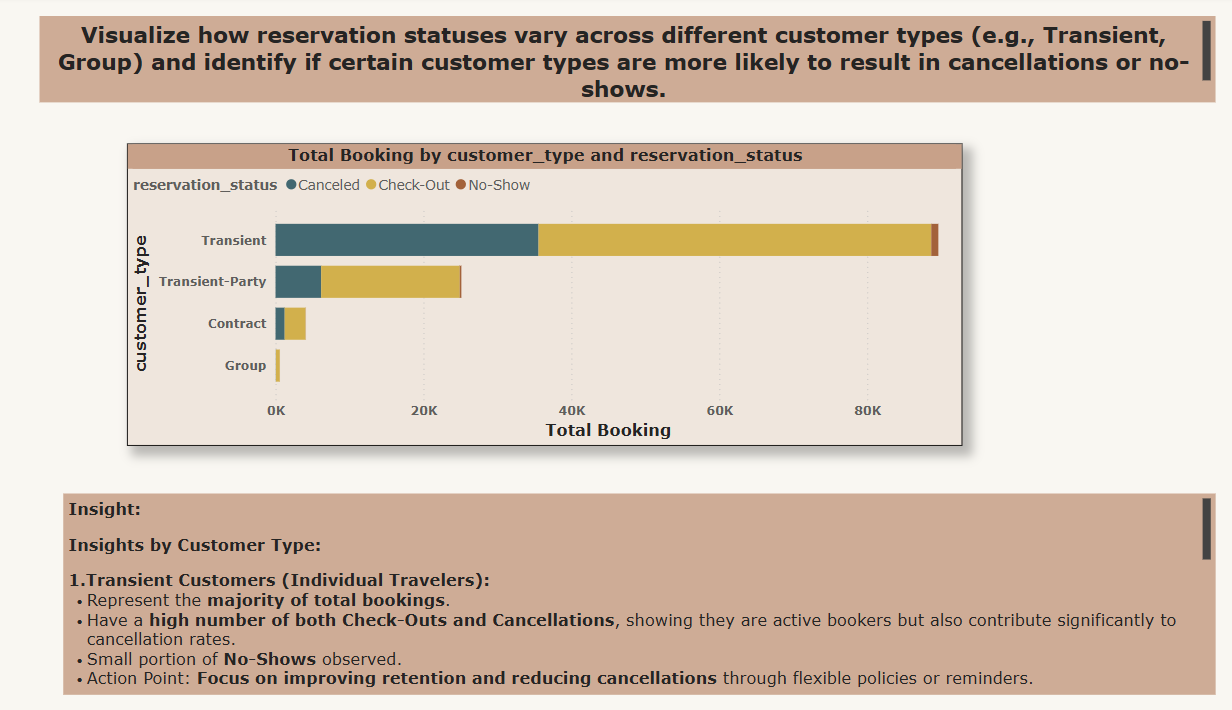 Visualize how reservation statuses vary across different customer types (e.g., Transient,
Group) and identify if certain customer types are more likely to result in cancellations or no-
shows.
Total Booking by customer_type and reservation_status
reservation_status Canceled Check-Out No-Show
customer_type
Transient
Transient-Party
Contract
Group
0K 20K 40K 60K 80K
Total Booking
Insight:
Insights by Customer Type:
1.Transient Customers (Individual Travelers):
• Represent the majority of total bookings.
• Have a high number of both Check-Outs and Cancellations, showing they are active bookers but also contribute significantly to
cancellation rates.
• Small portion of No-Shows observed.
• Action Point: Focus on improving retention and reducing cancellations through flexible policies or reminders.